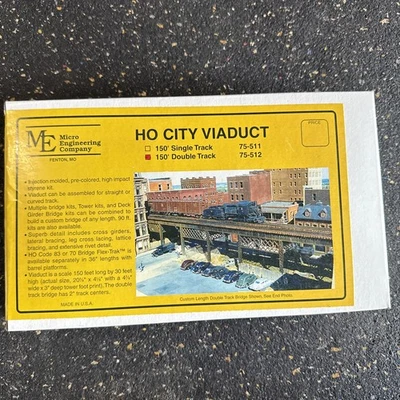 PRICE
ME Micro
Engineering
Company
FENTON, MO
HO CITY VIADUCT
150' Single Track 75-511
150' Double Track 75-512
• Injection molded, pre-colored, high impact
styrene kit.
• Viaduct can be assembled for straight or
curved track.
• Multiple bridge kits, Tower kits, and Deck
Girder Bridge kits can be combined to
build a custom bridge of any length. 90 ft.
kits are also available.
• Superb detail includes cross girders,
lateral bracing, leg cross facing, lattice
bracing, and extensive rivet detail.
• HO Code 83 or 70 Bridge Flex-Trak™ is
available separately in 36" lengths with
barrel platforms.
• Viaduct is a scale 150 feet long by 30 feet
high (actual size, x 4⅛" with a 4½"
wide x 3" deep tower foot print). The double
track bridge has 2" track centers.
MADE IN U.S.A.
Custom Length Double Track Bridge Shown, See End Photo.